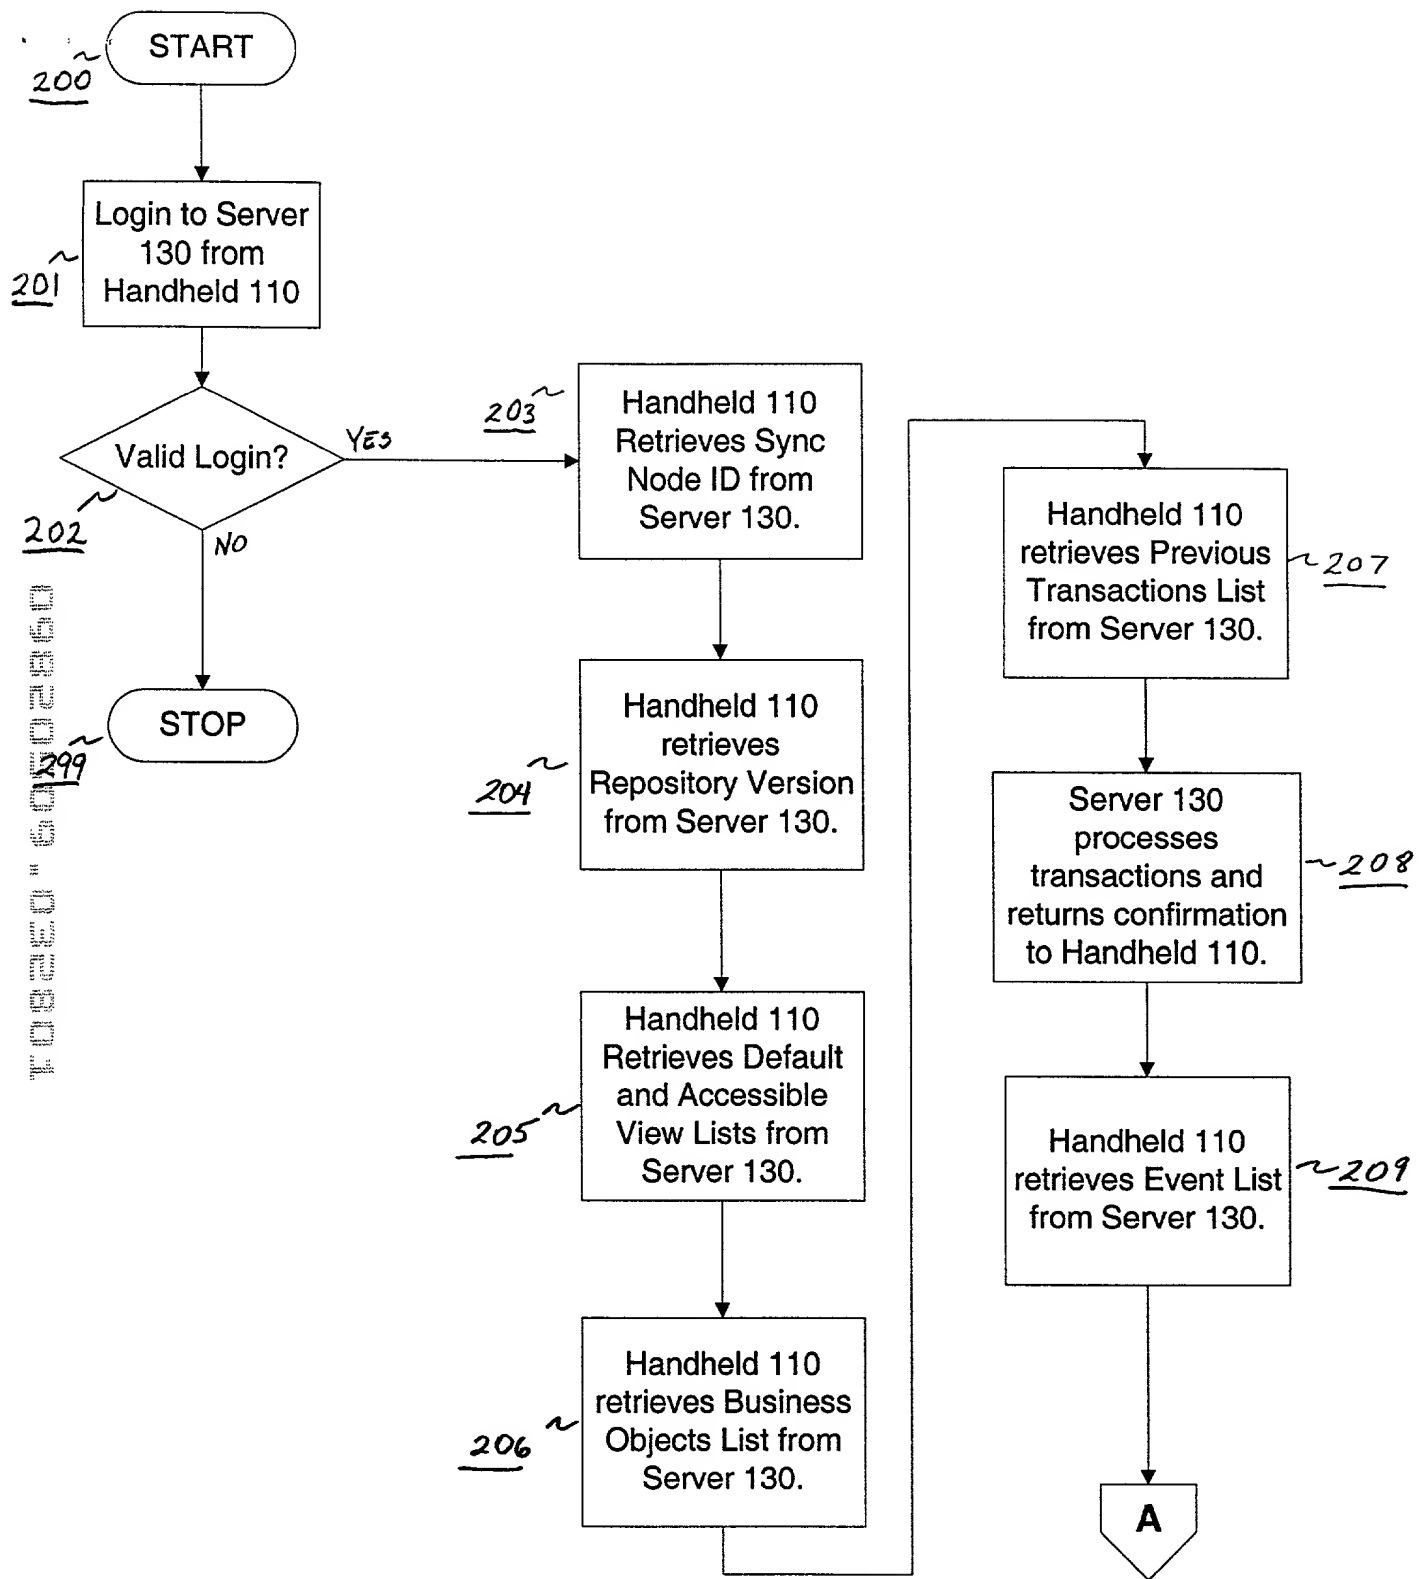 START
200
Login to Server
130 from
Handheld 110
201
Valid Login?
YES
202
NO
STOP
299
203
Handheld 110
Retrieves Sync
Node ID from
Server 130.
Handheld 110
retrieves
Repository Version
from Server 130.
204
Handheld 110
Retrieves Default
and Accessible
View Lists from
Server 130.
205
Handheld 110
retrieves Business
Objects List from
Server 130.
206
Handheld 110
retrieves Previous
Transactions List
from Server 130.
207
Server 130
processes
transactions and
returns confirmation
to Handheld 110.
208
Handheld 110
retrieves Event List
from Server 130.
209
A